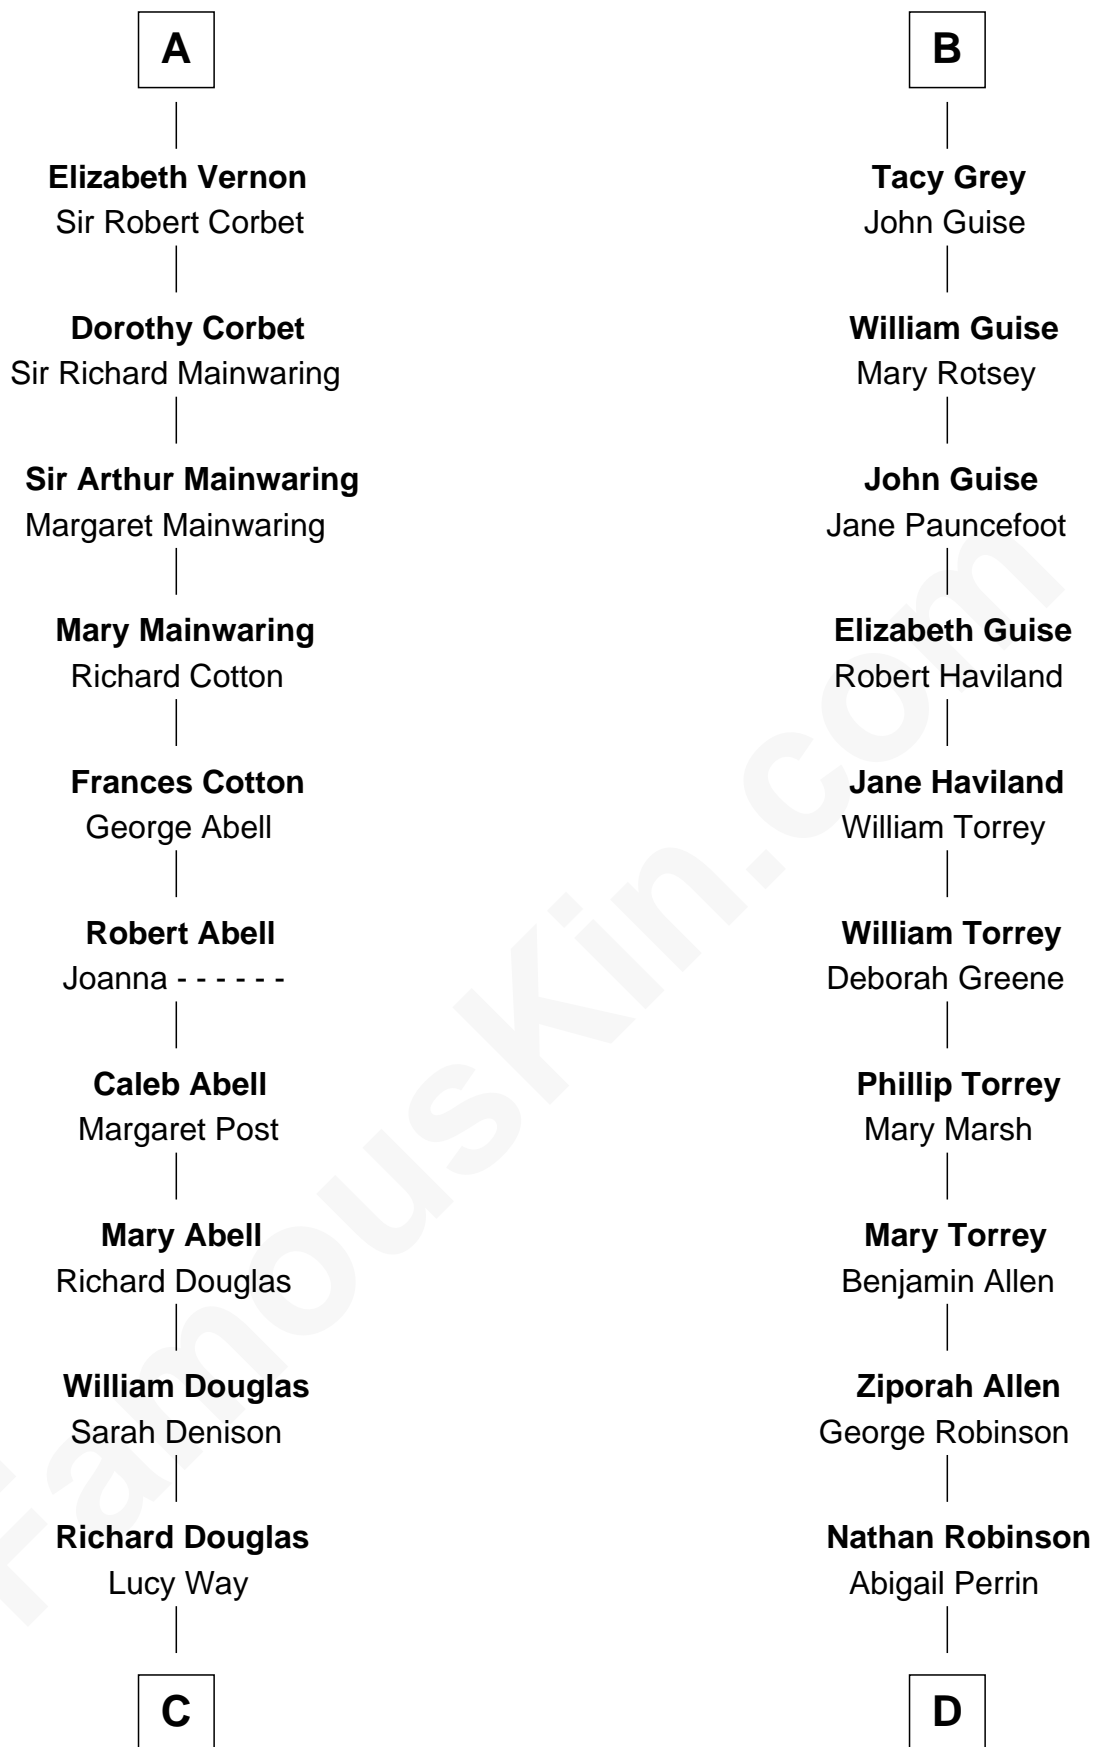 A
Elizabeth Vernon
Sir Robert Corbet
Dorothy Corbet
Sir Richard Mainwaring
Sir Arthur Mainwaring
Margaret Mainwaring
Mary Mainwaring
Richard Cotton
Frances Cotton
George Abell
Robert Abell
Joanna - - - - - -
Caleb Abell
Margaret Post
Mary Abell
Richard Douglas
William Douglas
Sarah Denison
Richard Douglas
Lucy Way
C
B
Tacy Grey
John Guise
William Guise
Mary Rotsey
John Guise
Jane Pauncefoot
Elizabeth Guise
Robert Haviland
Jane Haviland
William Torrey
William Torrey
Deborah Greene
Phillip Torrey
Mary Marsh
Mary Torrey
Benjamin Allen
Ziporah Allen
George Robinson
Nathan Robinson
Abigail Perrin
D
FamousKin.com